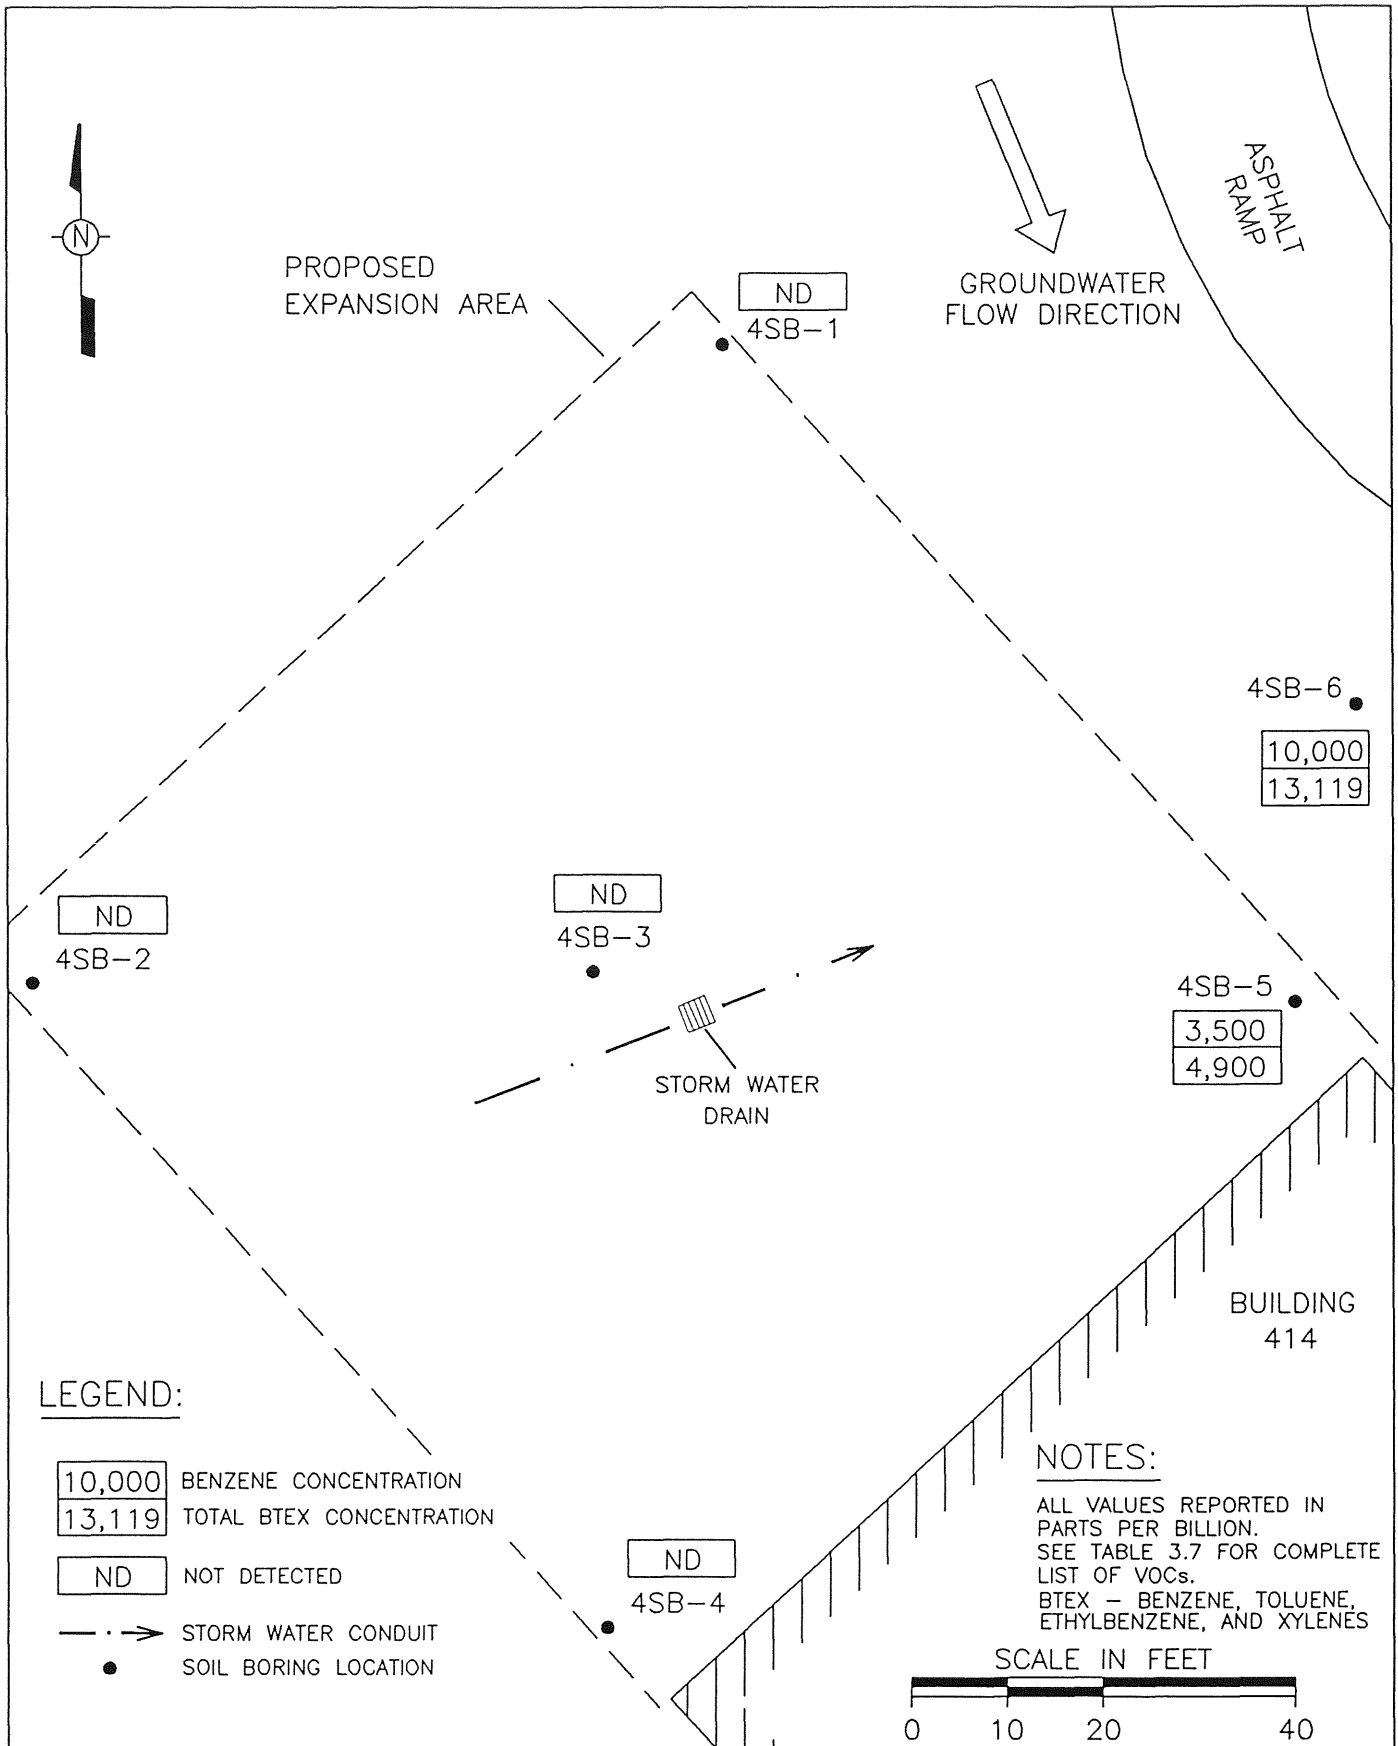 ASPHALT
RAMP
N
PROPOSED
EXPANSION AREA
GROUNDWATER
FLOW DIRECTION
ND
4SB-1
4SB-6
10,000
13,119
ND
4SB-2
ND
4SB-3
4SB-5
3,500
4,900
STORM WATER
DRAIN
BUILDING
414
LEGEND:
10,000 BENZENE CONCENTRATION
13,119 TOTAL BTEX CONCENTRATION
ND NOT DETECTED
STORM WATER CONDUIT
SOIL BORING LOCATION
ND
4SB-4
NOTES:
ALL VALUES REPORTED IN
PARTS PER BILLION.
SEE TABLE 3.7 FOR COMPLETE
LIST OF VOCs.
BTEX – BENZENE, TOLUENE,
ETHYLBENZENE, AND XYLENES
SCALE IN FEET
0 10 20 40